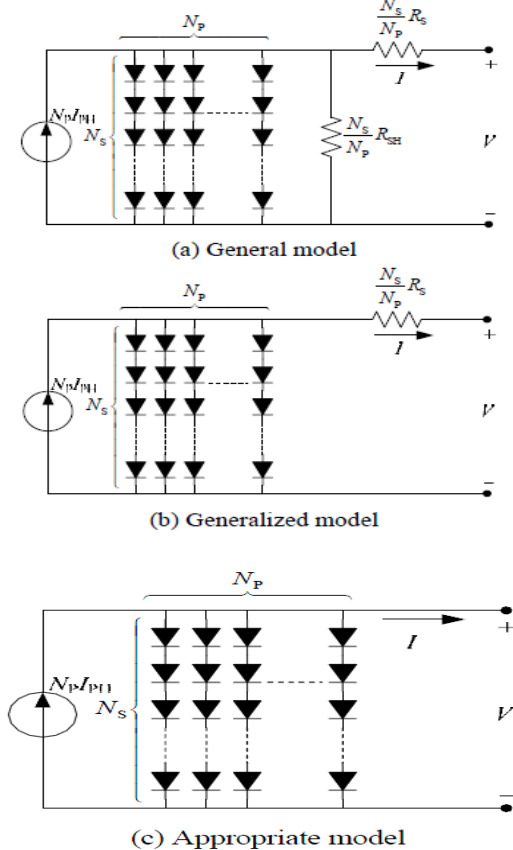 N_P
N_S/N_P R_S
I
+
N_P I_PH
N_S
N_S/N_P R_SH
V
−
(a) General model
N_P
N_S/N_P R_S
I
+
N_P I_PH
N_S
V
−
(b) Generalized model
N_P
I
+
N_P I_PH
N_S
V
−
(c) Appropriate model